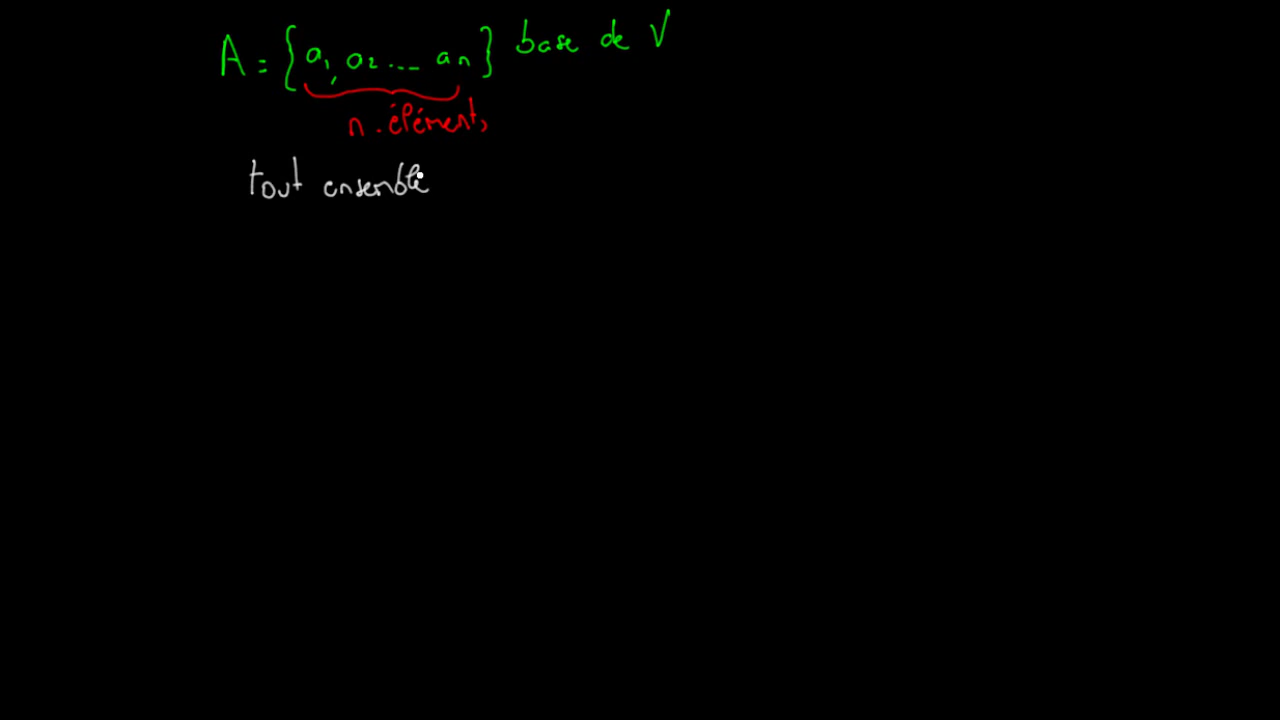 A = {a₁, a₂ ... an} base de V
n. éléments
tout ensemble